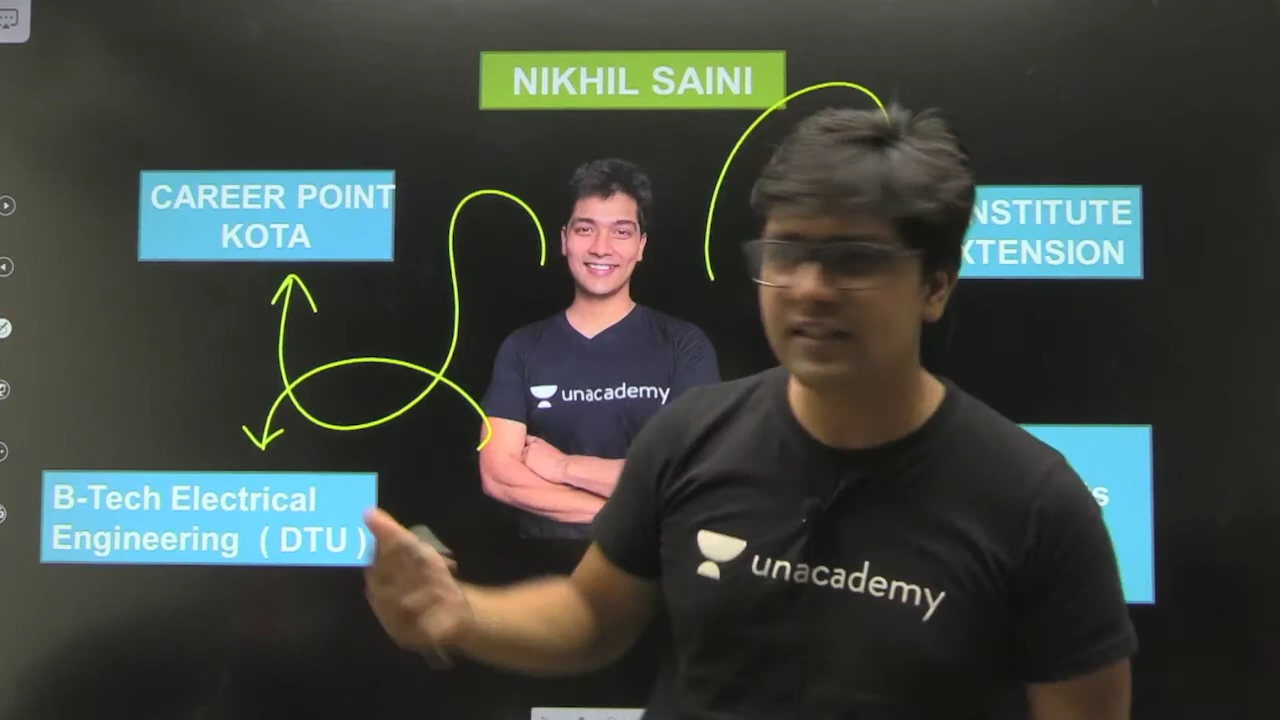 NIKHIL SAINI
CAREER POINT
KOTA
NSTITUTE
XTENSION
unacademy
B-Tech Electrical
Engineering ( DTU )
unacademy